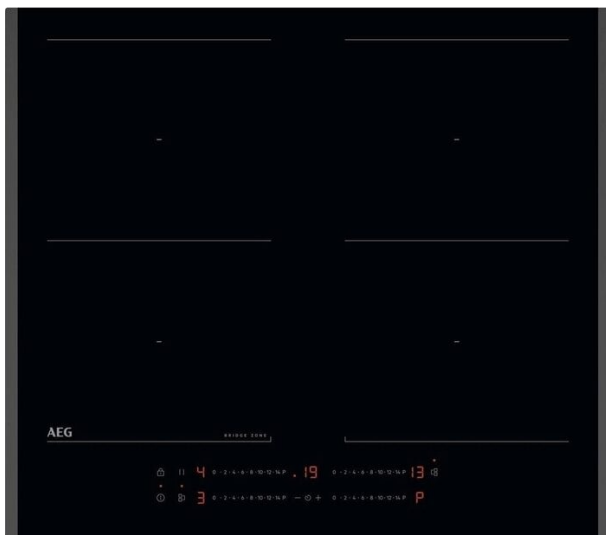 AEG
BRIDGE ZONE
4 0 · 2 · 4 · 6 · 8 · 10 · 12 · 14 P . 19 0 · 2 · 4 · 6 · 8 · 10 · 12 · 14 P 13
3 0 · 2 · 4 · 6 · 8 · 10 · 12 · 14 P − + 0 · 2 · 4 · 6 · 8 · 10 · 12 · 14 P P